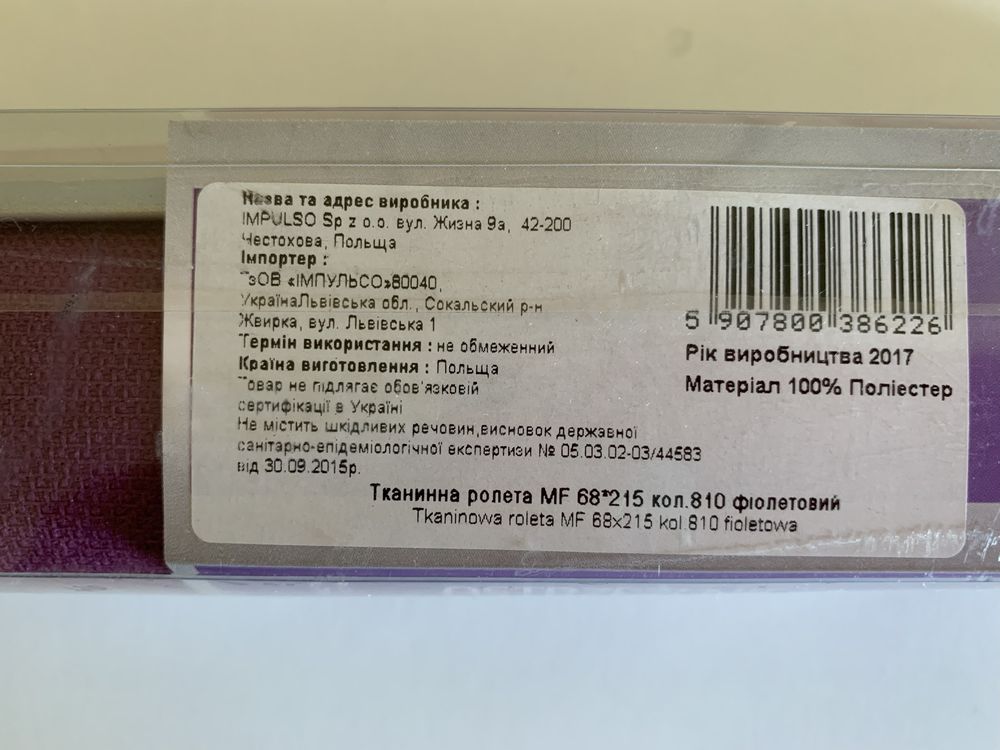 Назва та адрес виробника :
IMPULSO Sp z o.o. вул. Жизна 9а, 42-200
Честохова, Польща
Імпортер :
ТзОВ «ІМПУЛЬСО»80040,
УкраїнаЛьвівська обл., Сокальский р-н
Жвирка, вул. Львівська 1
Термін використання : не обмеженний
Країна виготовлення : Польща
Товар не підлягає обов'язковій
сертифікації в Україні
Не містить шкідливих речовин,висновок державної
санітарно-епідеміологічної експертизи № 05.03.02-03/44583
від 30.09.2015р.
5 907800 386226
Рік виробництва 2017
Матеріал 100% Поліестер
Тканинна ролета MF 68*215 кол.810 фіолетовий
Tkaninowa roleta MF 68x215 kol.810 fioletowa